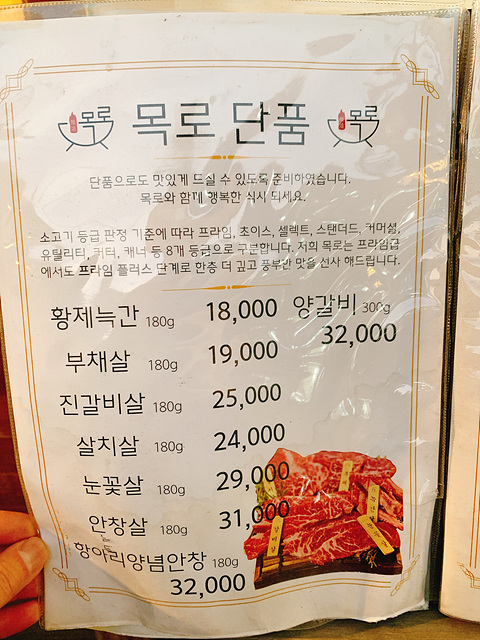 목로 목로 단품 목로
단품으로도 맛있게 드실 수 있도록 준비하였습니다.
목로와 함께 행복한 식사 되세요.
소고기 등급 판정 기준에 따라 프라임, 초이스, 셀렉트, 스탠더드, 커머셜,
유틸리티, 커터, 캐너 등 8개 등급으로 구분합니다. 저희 목로는 프라임급
에서도 프라임 플러스 단계로 한층 더 깊고 풍부한 맛을 선사 해드립니다.
황제늑간 180g 18,000 양갈비 300g
32,000
부채살 180g 19,000
진갈비살 180g 25,000
살치살 180g 24,000
눈꽃살 180g 29,000
안창살 180g 31,000
항아리양념안창 180g
32,000